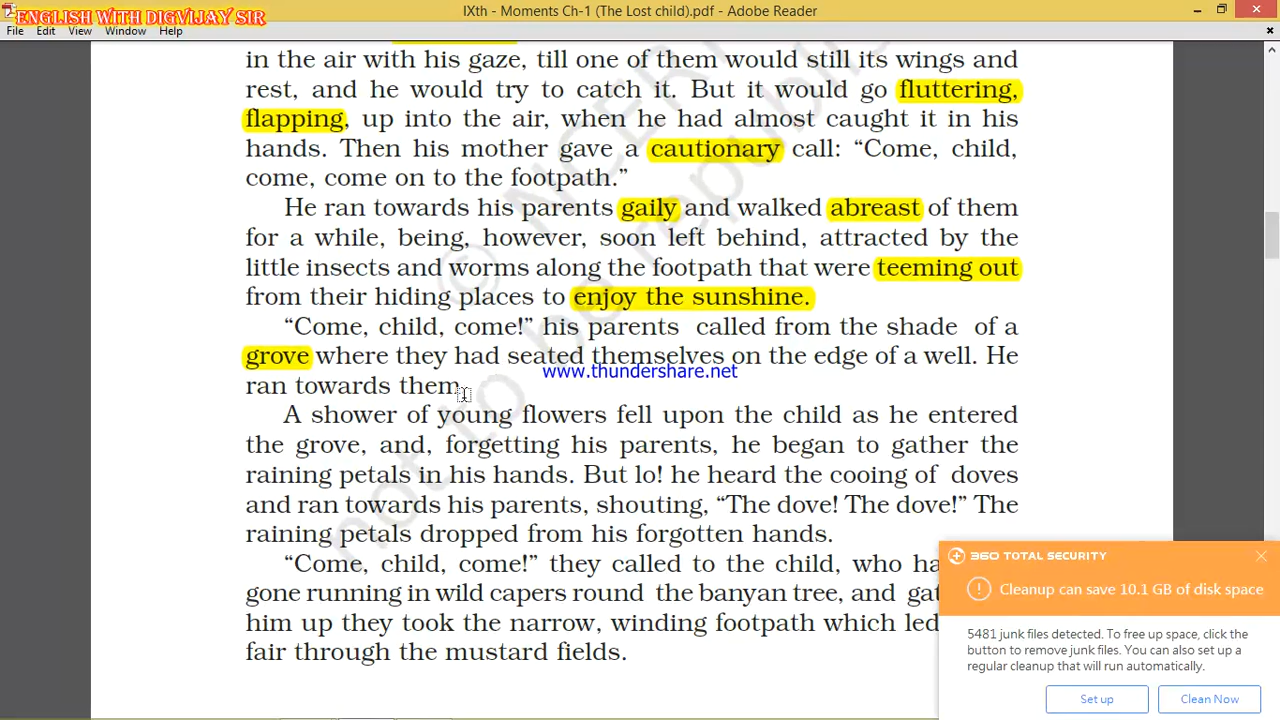 ENGLISH WITH DIGVIJAY SIR
IXth - Moments Ch-1 (The Lost child).pdf - Adobe Reader
File Edit View Window Help
in the air with his gaze, till one of them would still its wings and
rest, and he would try to catch it. But it would go fluttering,
flapping, up into the air, when he had almost caught it in his
hands. Then his mother gave a cautionary call: “Come, child,
come, come on to the footpath.”
He ran towards his parents gaily and walked abreast of them
for a while, being, however, soon left behind, attracted by the
little insects and worms along the footpath that were teeming out
from their hiding places to enjoy the sunshine.
“Come, child, come!” his parents called from the shade of a
grove where they had seated themselves on the edge of a well. He
www.thundershare.net
ran towards them.
A shower of young flowers fell upon the child as he entered
the grove, and, forgetting his parents, he began to gather the
raining petals in his hands. But lo! he heard the cooing of doves
and ran towards his parents, shouting, “The dove! The dove!” The
raining petals dropped from his forgotten hands.
“Come, child, come!” they called to the child, who ha
gone running in wild capers round the banyan tree, and gat
him up they took the narrow, winding footpath which led
fair through the mustard fields.
© NCERT
not to be republis
360 TOTAL SECURITY
Cleanup can save 10.1 GB of disk space
5481 junk files detected. To free up space, click the
button to remove junk files. You can also set up a
regular cleanup that will run automatically.
Set up
Clean Now